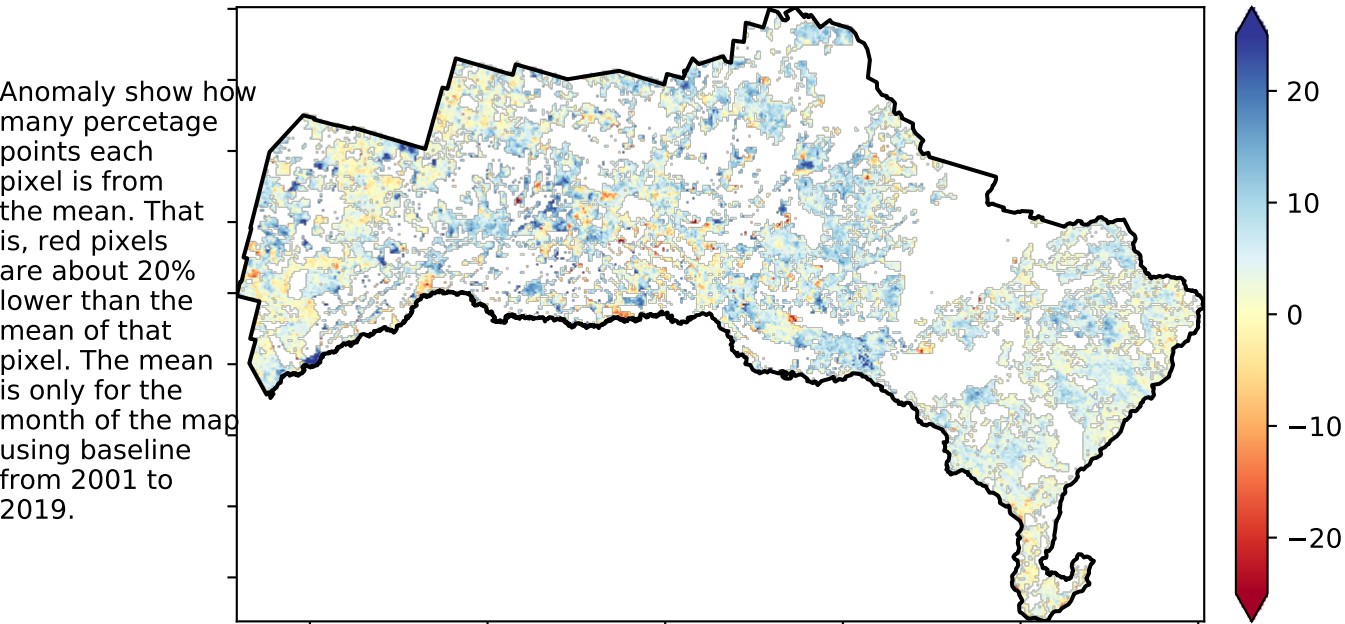 Anomaly show how
many percetage
points each
pixel is from
the mean. That
is, red pixels
are about 20%
lower than the
mean of that
pixel. The mean
is only for the
month of the map
using baseline
from 2001 to
2019.
20
10
0
−10
−20